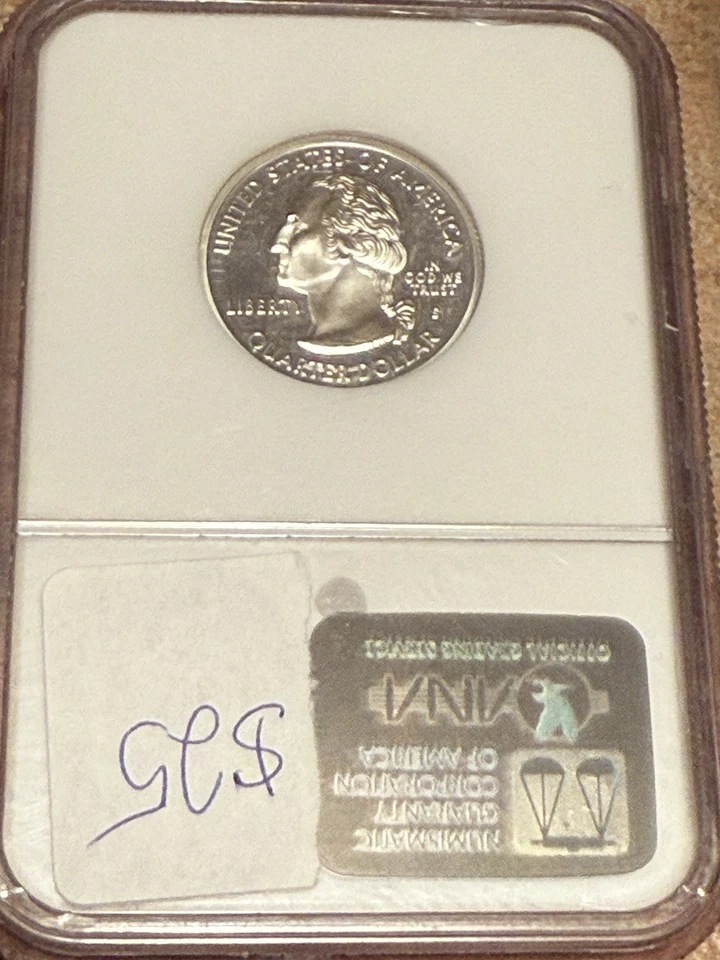 UNITED STATES OF AMERICA
LIBERTY
IN
GOD WE
TRUST
S
QUARTER DOLLAR
$25
NUMISMATIC
GUARANTY
CORPORATION
OF AMERICA
ANA
OFFICIAL GRADING SERVICE